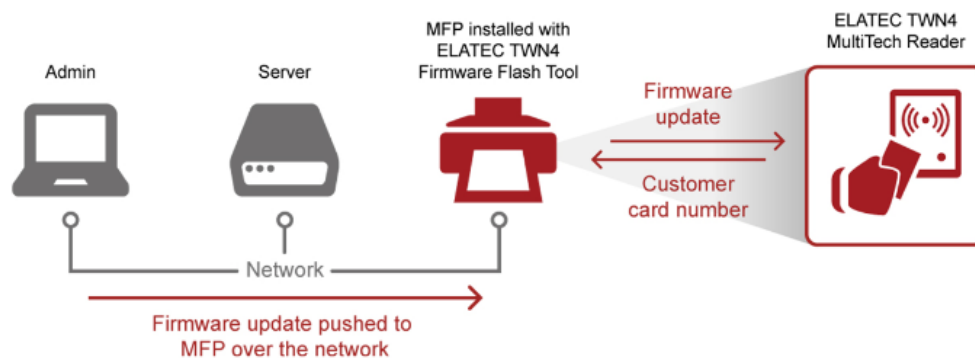 Admin
Server
MFP installed with
ELATEC TWN4
Firmware Flash Tool
ELATEC TWN4
MultiTech Reader
Firmware
update
Customer
card number
Network
Firmware update pushed to
MFP over the network